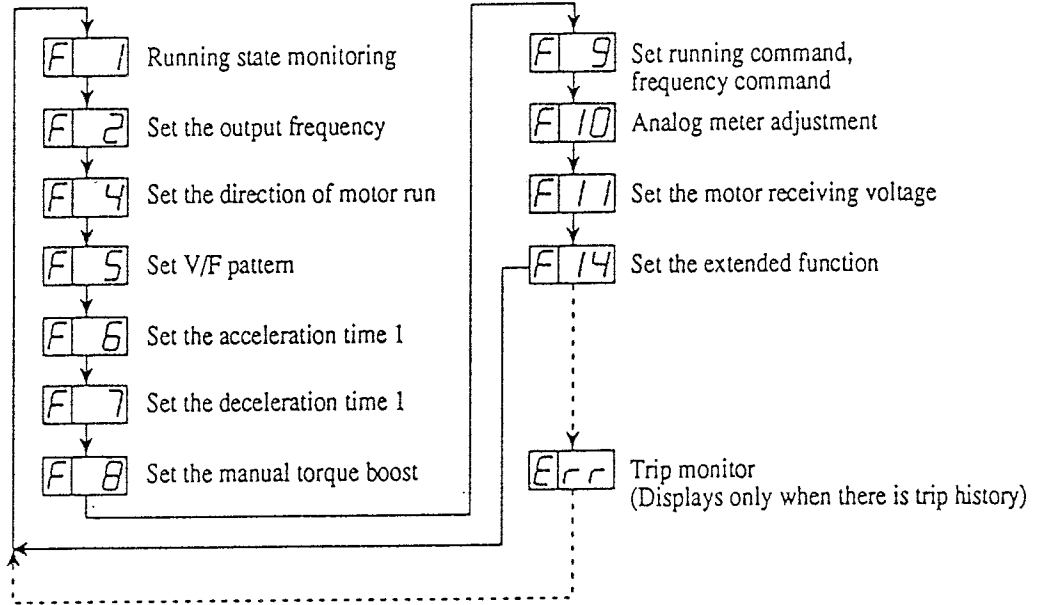 F 1 Running state monitoring
F 2 Set the output frequency
F 4 Set the direction of motor run
F 5 Set V/F pattern
F 6 Set the acceleration time 1
F 7 Set the deceleration time 1
F 8 Set the manual torque boost
F 9 Set running command,
frequency command
F 10 Analog meter adjustment
F 11 Set the motor receiving voltage
F 14 Set the extended function
Err Trip monitor
(Displays only when there is trip history)